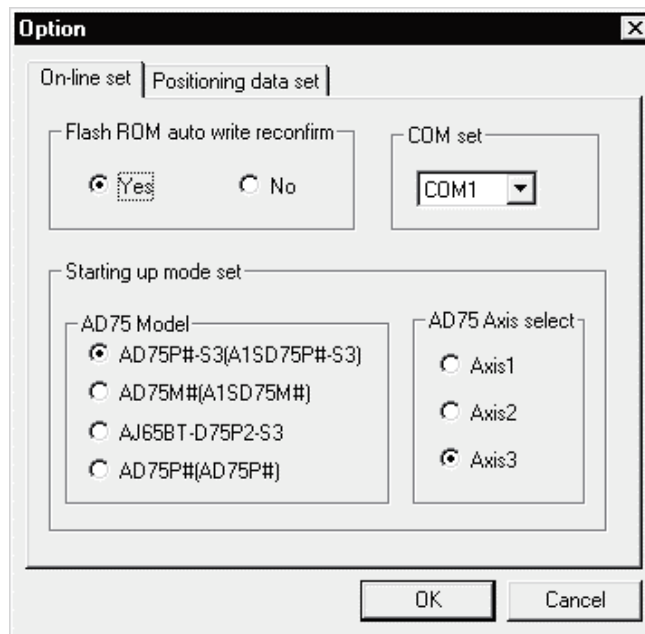 Option
On-line set
Positioning data set
Flash ROM auto write reconfirm
Yes
No
COM set
COM1
Starting up mode set
AD75 Model
AD75P#-S3(A1SD75P#-S3)
AD75M#(A1SD75M#)
AJ65BT-D75P2-S3
AD75P#(AD75P#)
AD75 Axis select
Axis1
Axis2
Axis3
OK
Cancel